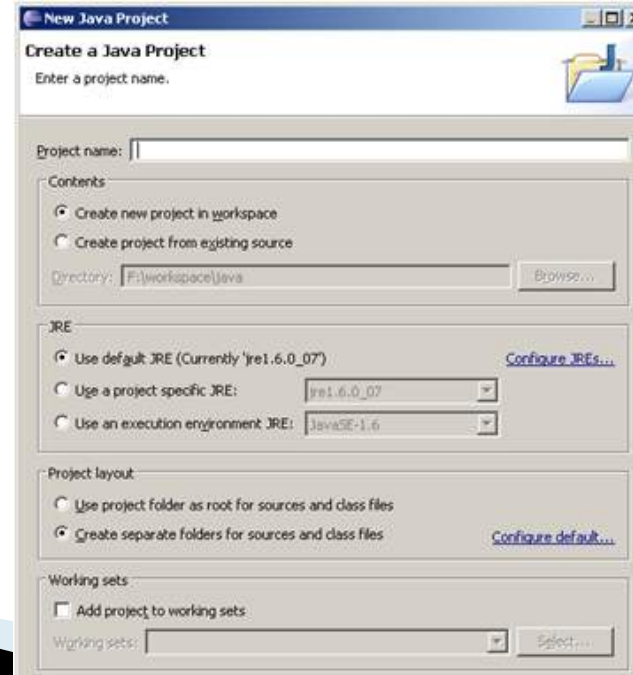 New Java Project
Create a Java Project
Enter a project name.
Project name:
Contents
Create new project in workspace
Create project from existing source
Directory: F:\workspace\java Browse...
JRE
Use default JRE (Currently 'jre1.6.0_07') Configure JREs...
Use a project specific JRE: jre1.6.0_07
Use an execution environment JRE: JavaSE-1.6
Project layout
Use project folder as root for sources and class files
Create separate folders for sources and class files Configure default...
Working sets
Add project to working sets
Working sets: Select...